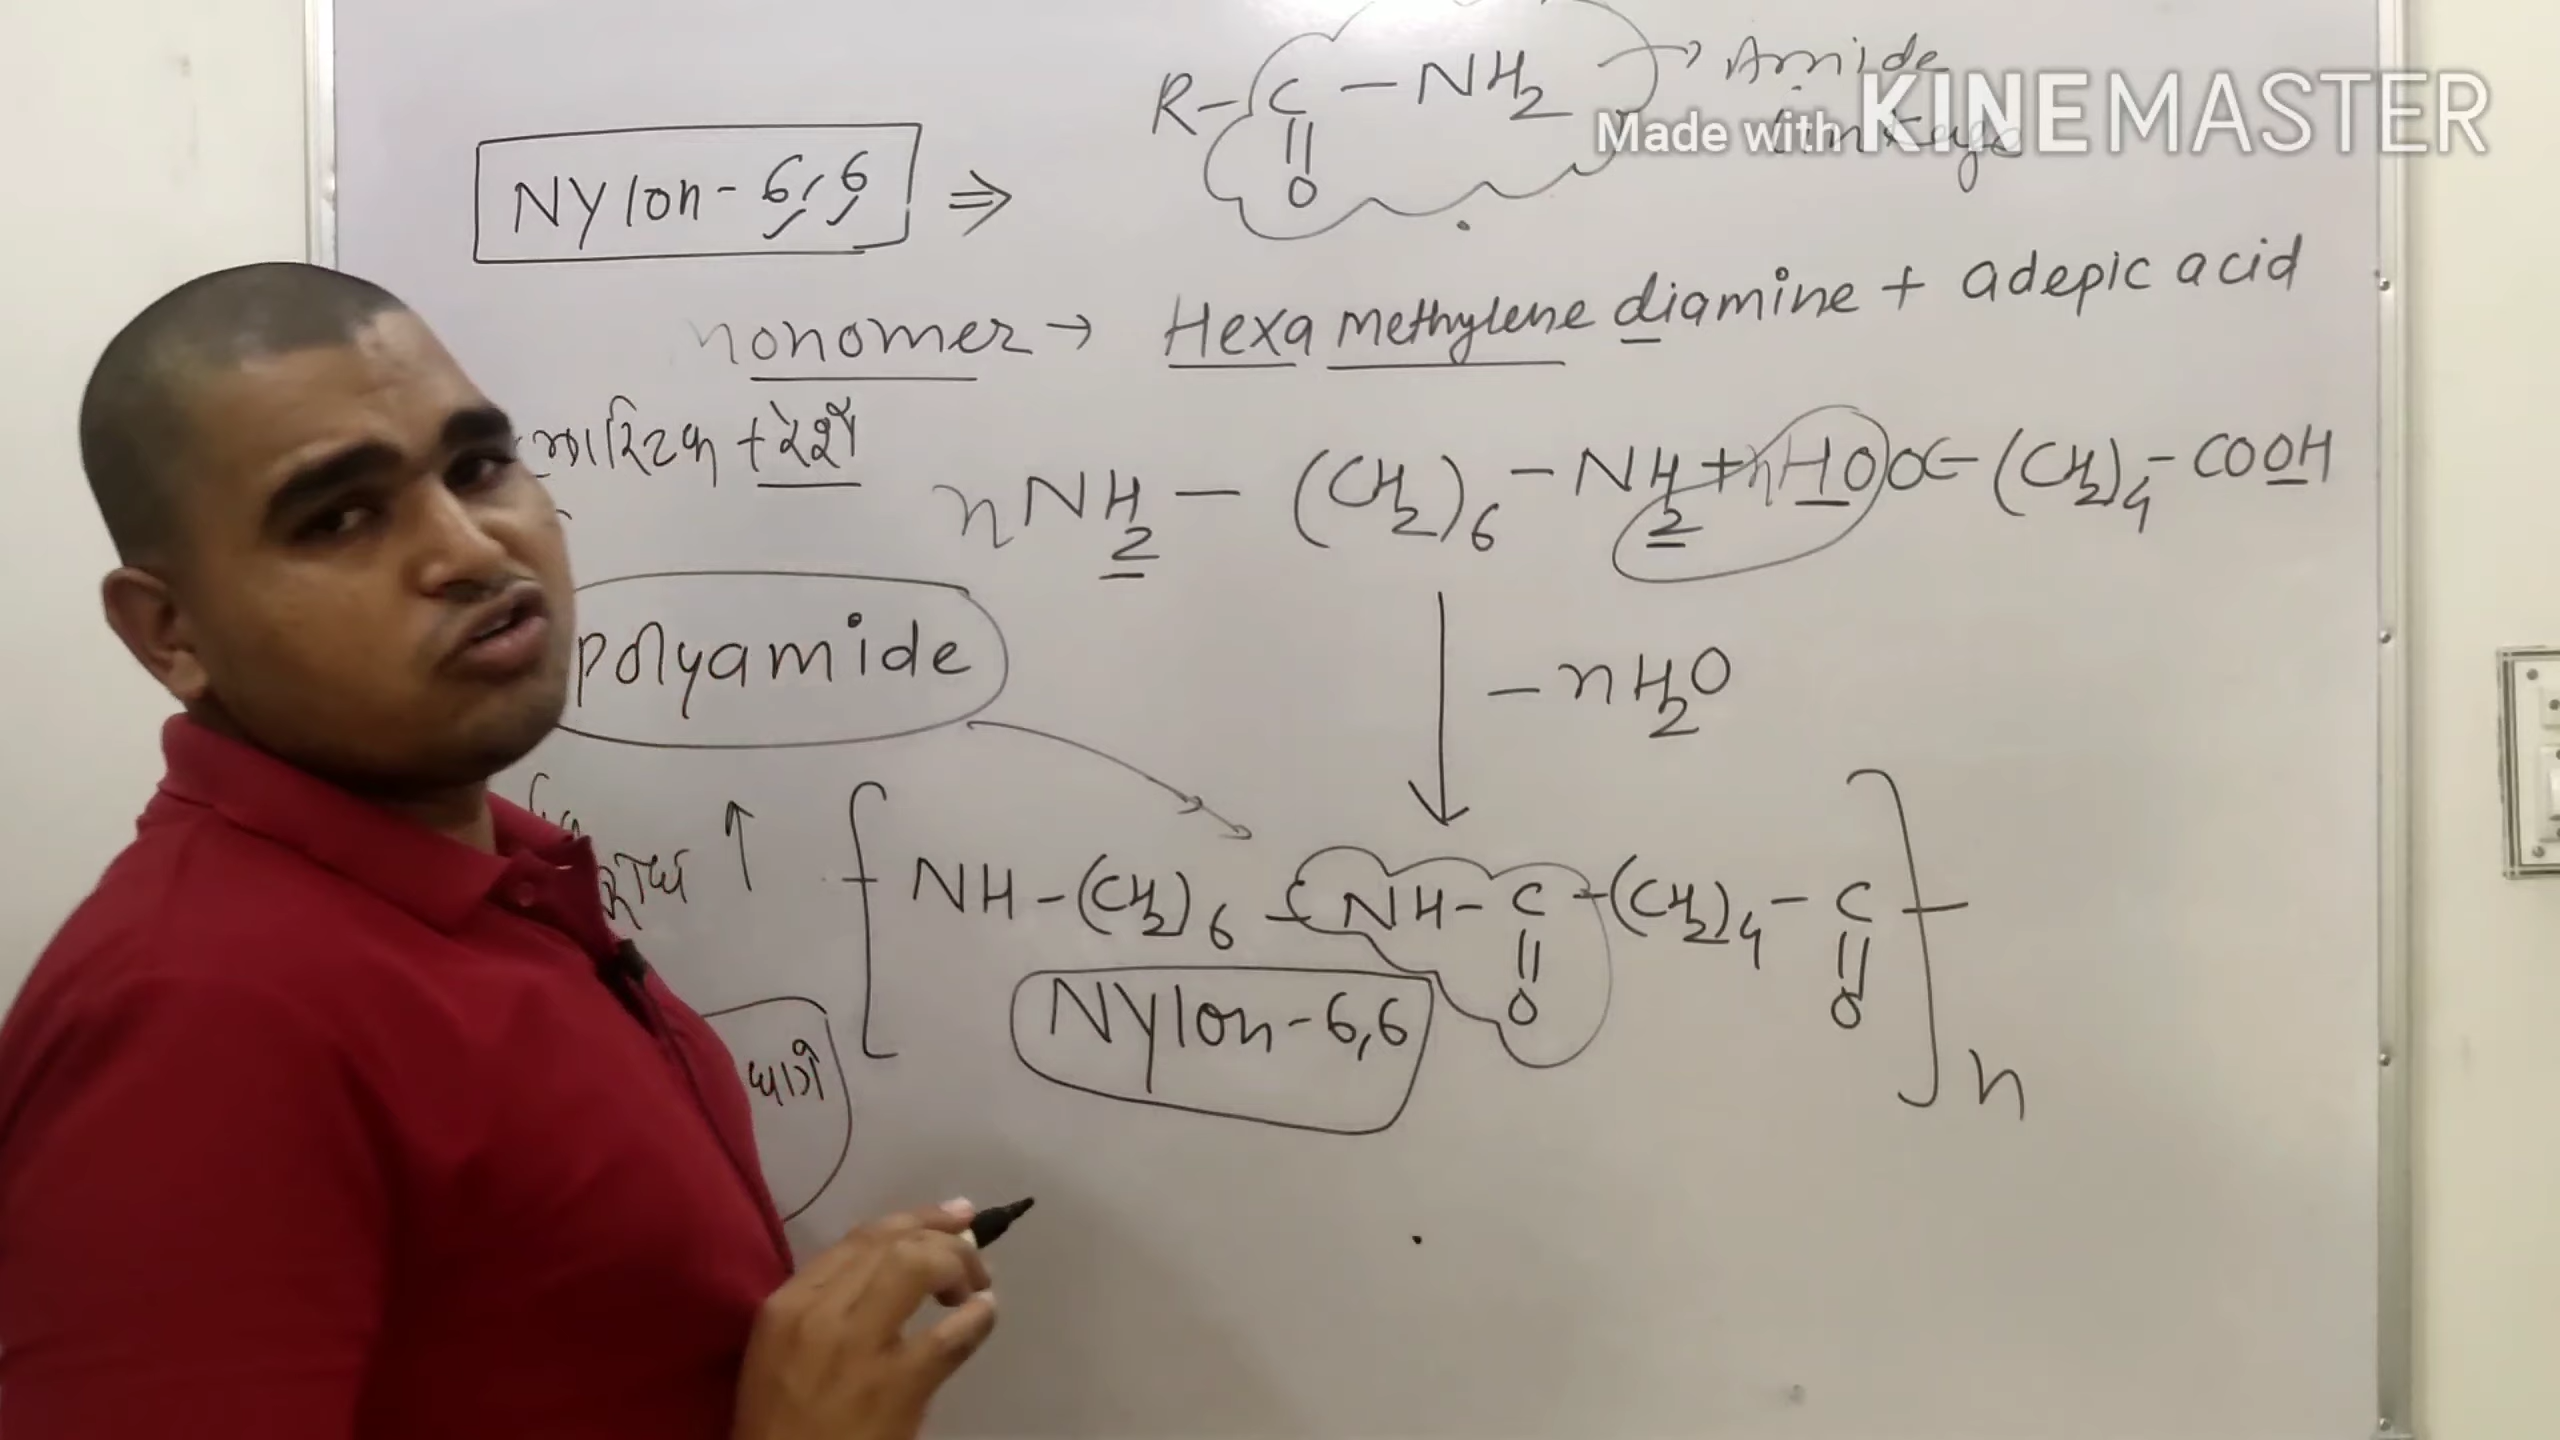 R-C-NH2 → Amide
||
O
Made with KINEMASTER
linkage
Nylon-6,6 ⇒
monomer → Hexa methylene diamine + adepic acid
+ रेशे
nNH2 - (CH2)6 - NH2 + nHOOC - (CH2)4 - COOH
polyamide
- nH2O
[NH-(CH2)6-NH-C-(CH2)4-C]n
|| ||
O O
Nylon-6,6
धागे